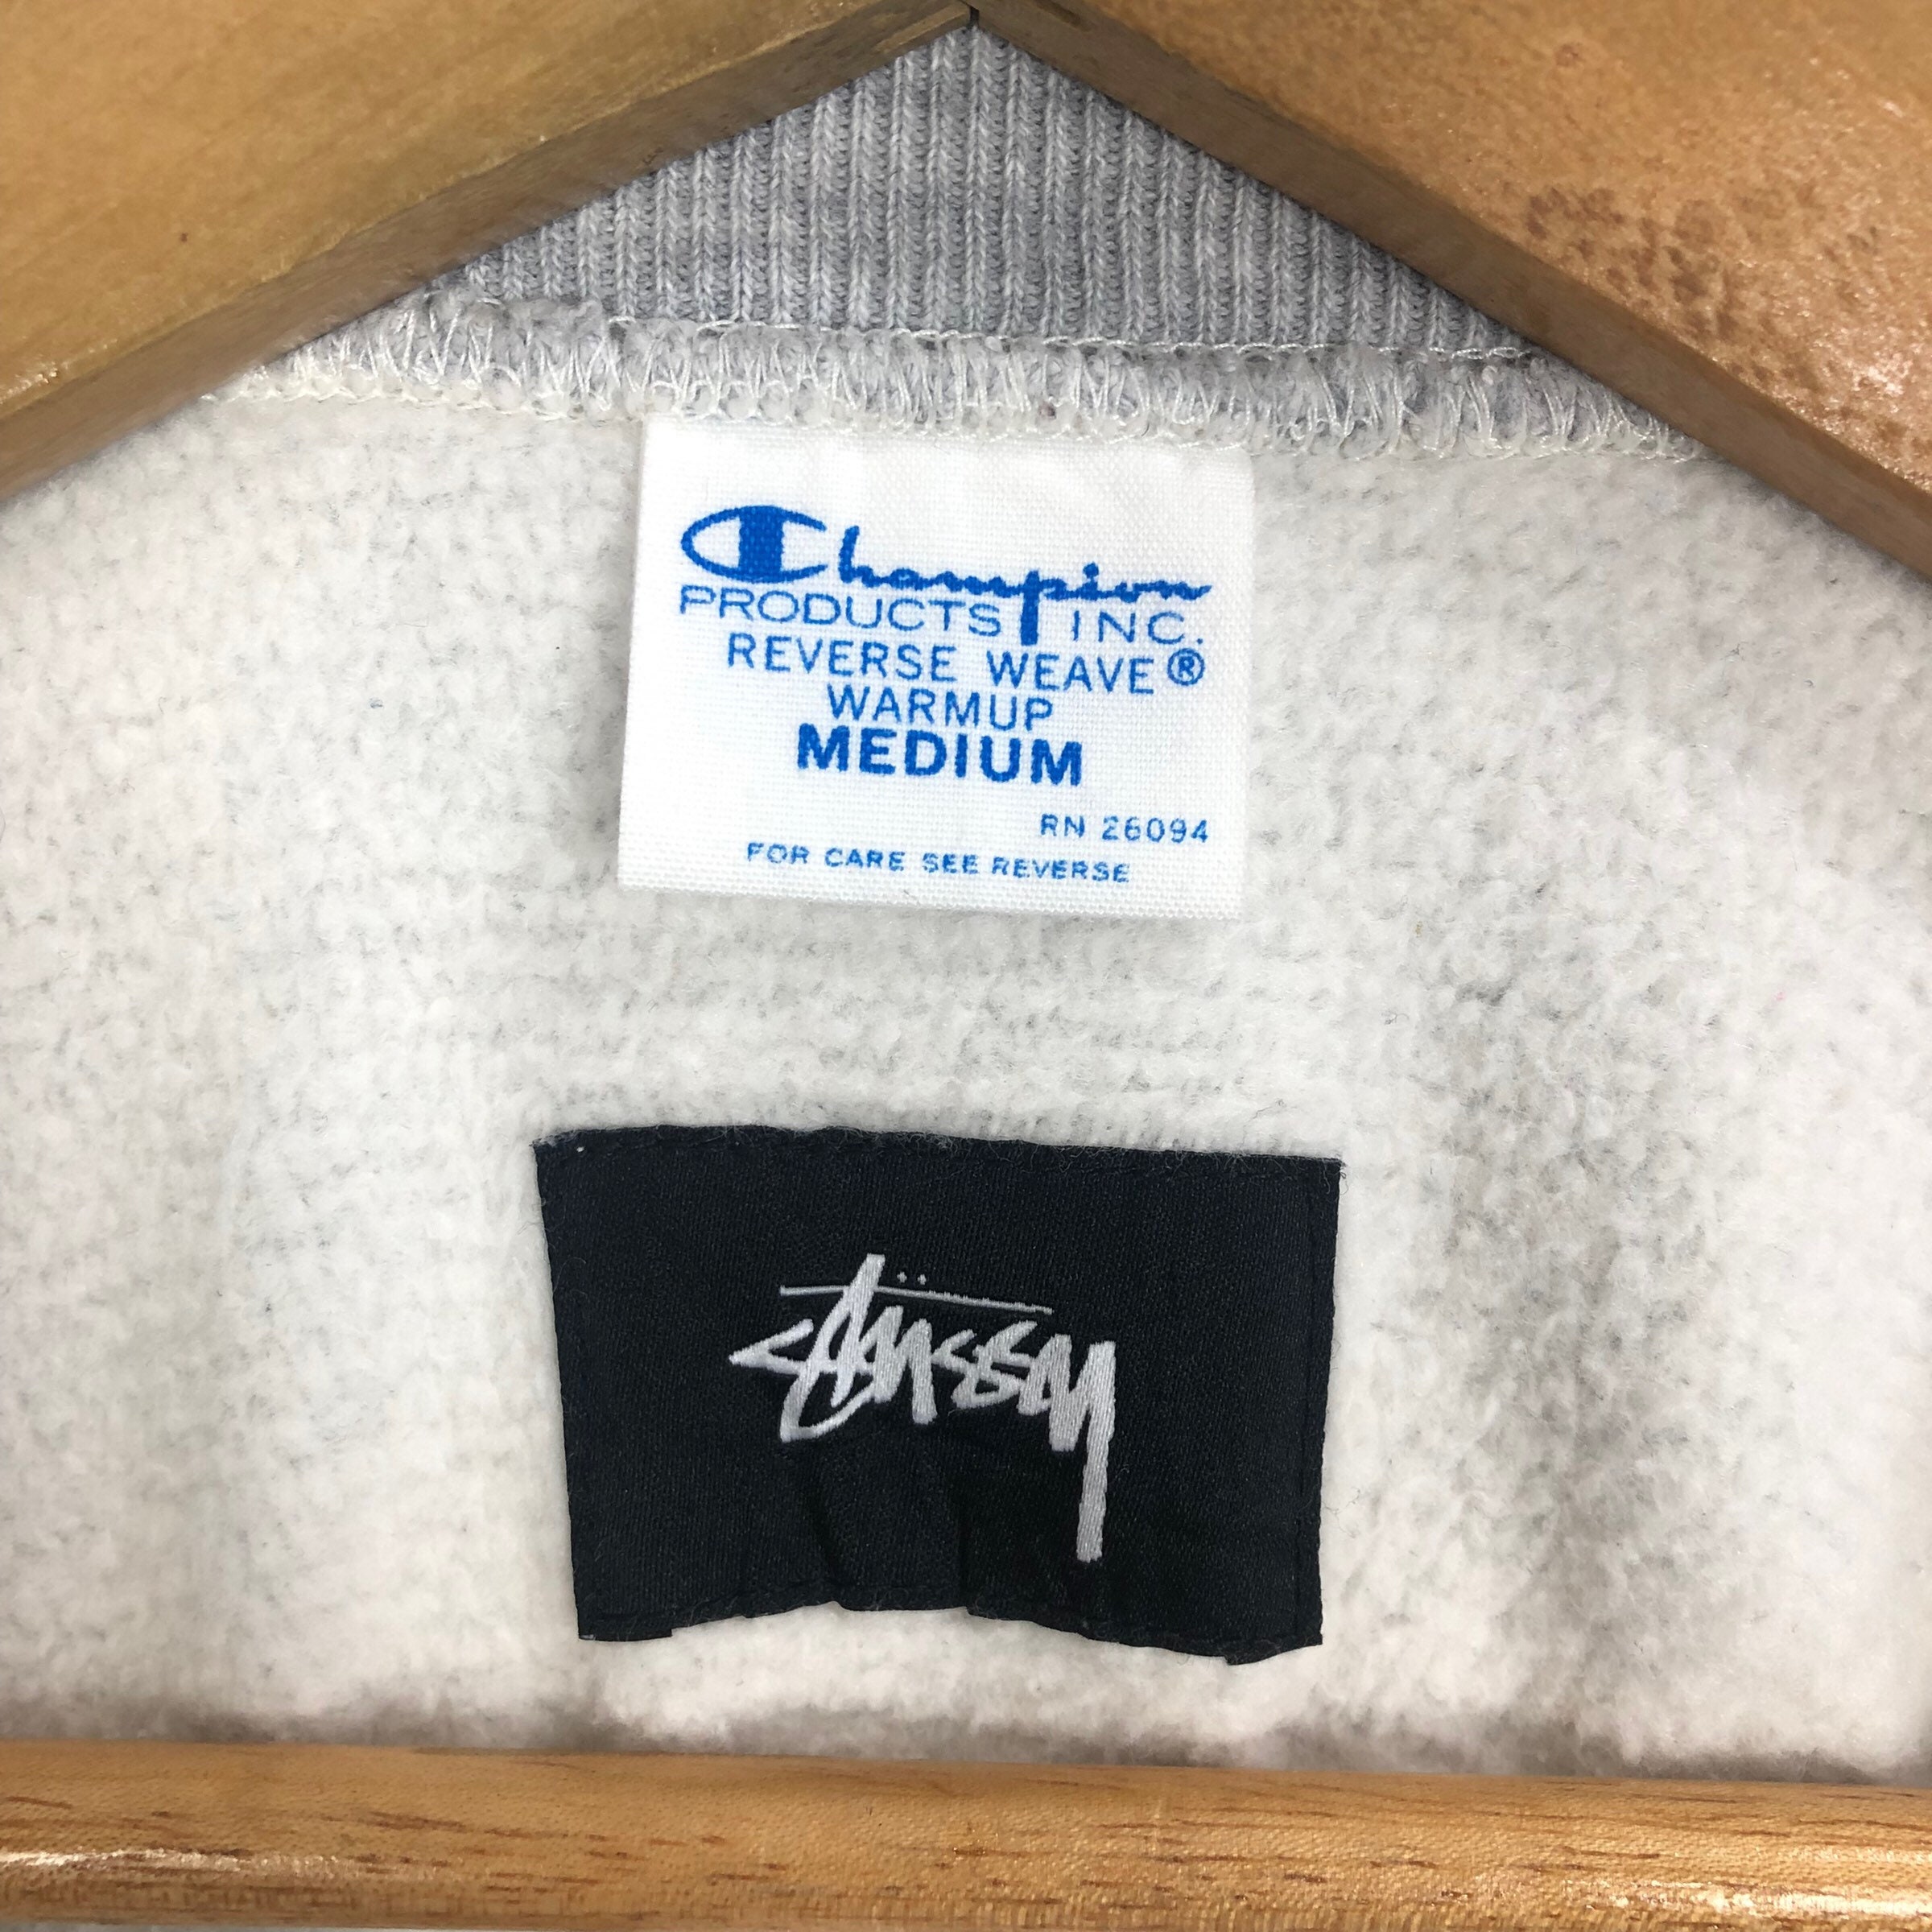 Champion
PRODUCTS INC.
REVERSE WEAVE®
WARMUP
MEDIUM
RN 26094
FOR CARE SEE REVERSE
stüssy